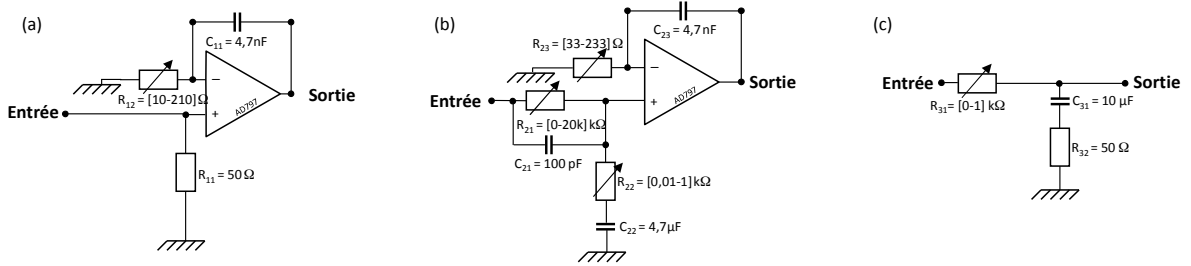 (a)
C11 = 4,7nF
R12 = [10-210] Ω
−
+
AD797
Entrée
Sortie
R11 = 50 Ω
(b)
C23 = 4,7 nF
R23 = [33-233] Ω
−
+
AD797
Entrée
Sortie
R21 = [0-20k] kΩ
C21 = 100 pF
R22 = [0,01-1] kΩ
C22 = 4,7μF
(c)
Entrée
Sortie
R31= [0-1] kΩ
C31 = 10 μF
R32 = 50 Ω